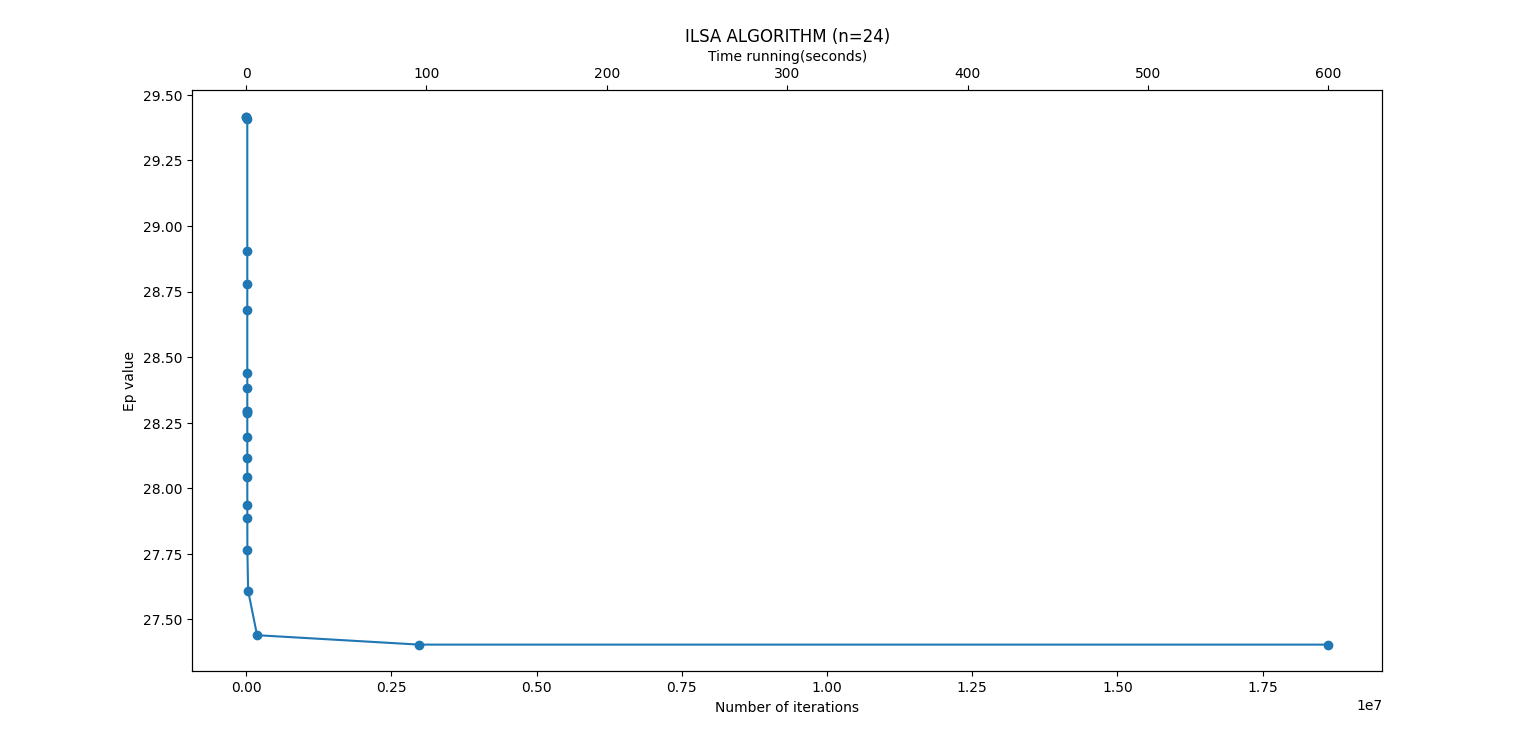 ILSA ALGORITHM (n=24)
Time running(seconds)
0 100 200 300 400 500 600
29.50
29.25
29.00
28.75
28.50
28.25
28.00
27.75
27.50
Ep value
0.00 0.25 0.50 0.75 1.00 1.25 1.50 1.75
1e7
Number of iterations